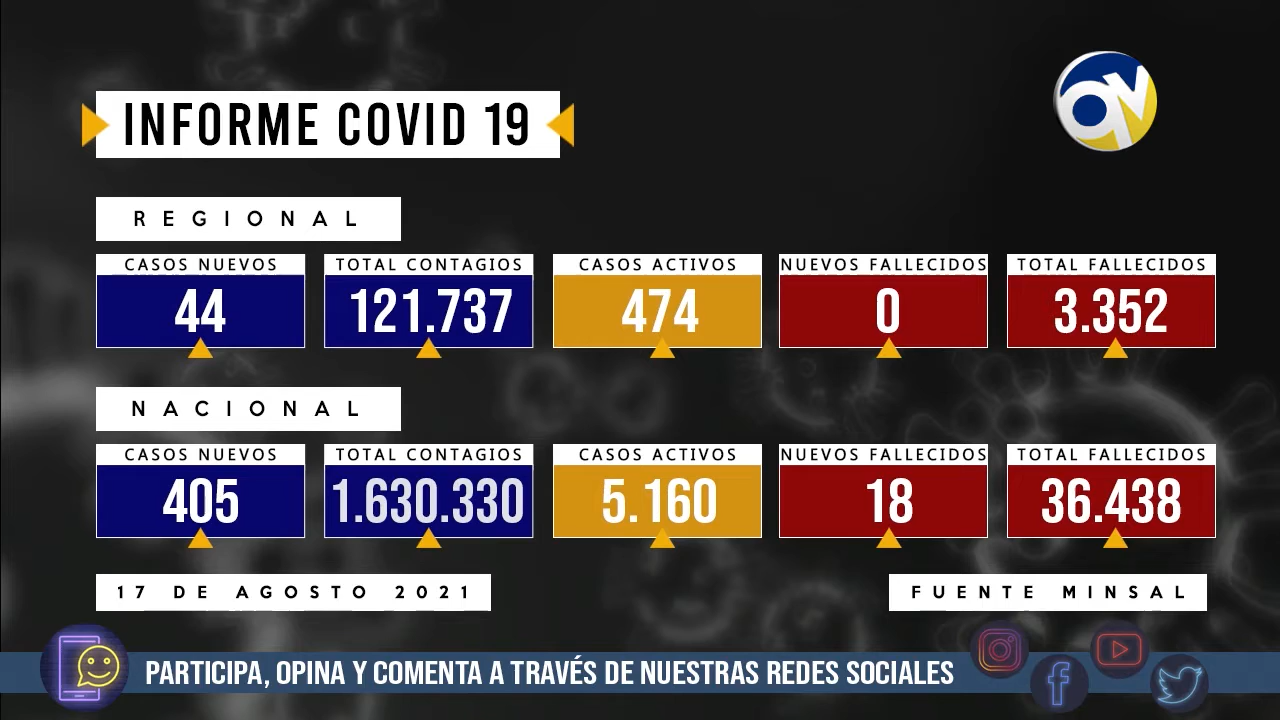 INFORME COVID 19
REGIONAL
CASOS NUEVOS
44
TOTAL CONTAGIOS
121.737
CASOS ACTIVOS
474
NUEVOS FALLECIDOS
0
TOTAL FALLECIDOS
3.352
NACIONAL
CASOS NUEVOS
405
TOTAL CONTAGIOS
1.630.330
CASOS ACTIVOS
5.160
NUEVOS FALLECIDOS
18
TOTAL FALLECIDOS
36.438
17 DE AGOSTO 2021
FUENTE MINSAL
PARTICIPA, OPINA Y COMENTA A TRAVÉS DE NUESTRAS REDES SOCIALES